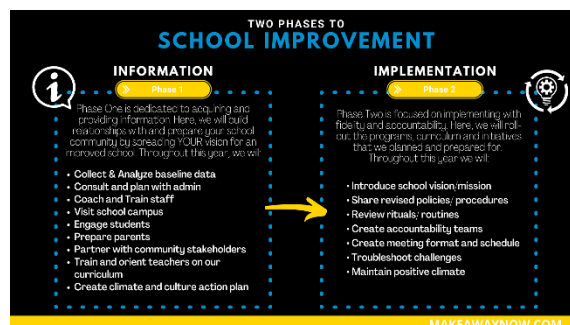 TWO PHASES TO
SCHOOL IMPROVEMENT
INFORMATION
Phase 1
Phase One is dedicated to acquiring and
providing information. Here, we will build
relationships with and prepare your school
community by spreading YOUR vision for an
improved school. Throughout this year, we will:
• Collect & Analyze baseline data
• Consult and plan with admin
• Coach and Train staff
• Visit school campus
• Engage students
• Prepare parents
• Partner with community stakeholders
• Train and orient teachers on our
curriculum
• Create climate and culture action plan
IMPLEMENTATION
Phase 2
Phase Two is focused on implementing with
fidelity and accountability. Here, we will roll-
out the programs, curriculum and initiatives
that we planned and prepared for.
Throughout this year we will:
• Introduce school vision/mission
• Share revised policies/ procedures
• Review rituals/ routines
• Create accountability teams
• Create meeting format and schedule
• Troubleshoot challenges
• Maintain positive climate
MAKEAWAYNOW.COM